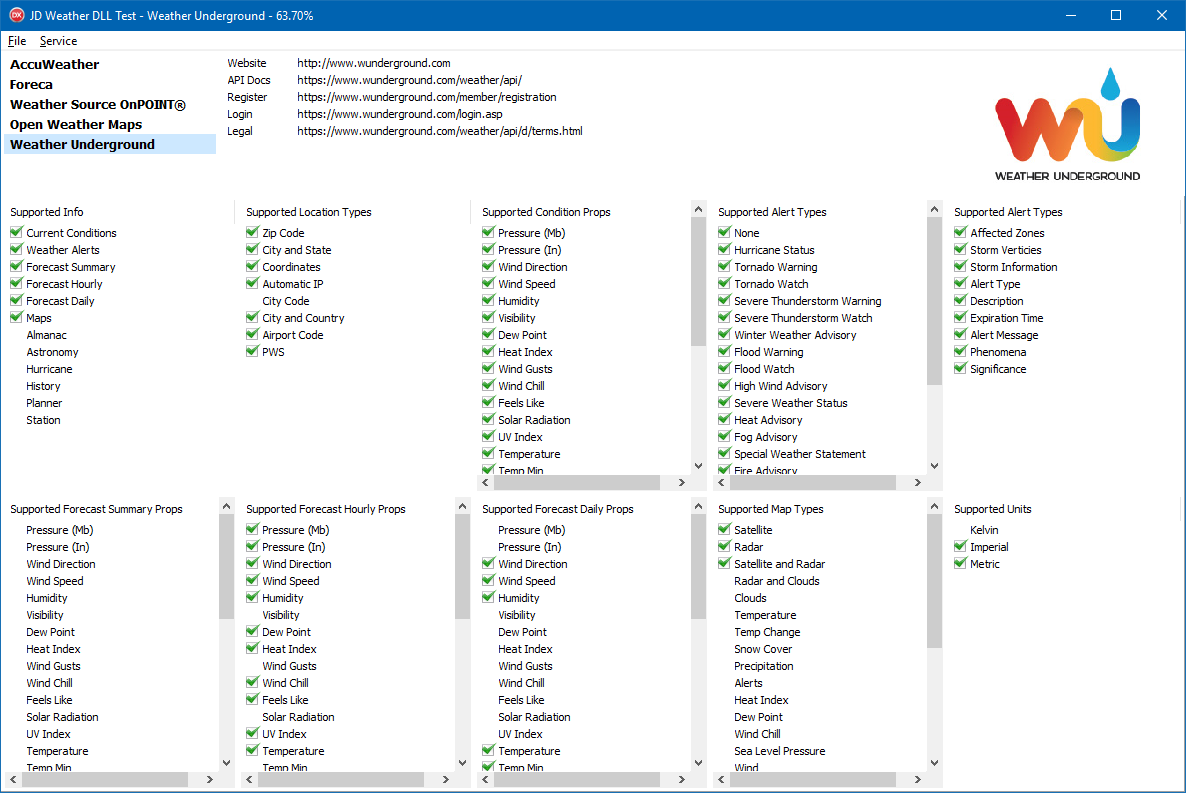 JD Weather DLL Test - Weather Underground - 63.70%
File Service
AccuWeather
Foreca
Weather Source OnPOINT®
Open Weather Maps
Weather Underground
Website http://www.wunderground.com
API Docs https://www.wunderground.com/weather/api/
Register https://www.wunderground.com/member/registration
Login https://www.wunderground.com/login.asp
Legal https://www.wunderground.com/weather/api/d/terms.html
WU
WEATHER UNDERGROUND
Supported Info
Current Conditions
Weather Alerts
Forecast Summary
Forecast Hourly
Forecast Daily
Maps
Almanac
Astronomy
Hurricane
History
Planner
Station
Supported Location Types
Zip Code
City and State
Coordinates
Automatic IP
City Code
City and Country
Airport Code
PWS
Supported Condition Props
Pressure (Mb)
Pressure (In)
Wind Direction
Wind Speed
Humidity
Visibility
Dew Point
Heat Index
Wind Gusts
Wind Chill
Feels Like
Solar Radiation
UV Index
Temperature
Temp Min
Supported Alert Types
None
Hurricane Status
Tornado Warning
Tornado Watch
Severe Thunderstorm Warning
Severe Thunderstorm Watch
Winter Weather Advisory
Flood Warning
Flood Watch
High Wind Advisory
Severe Weather Status
Heat Advisory
Fog Advisory
Special Weather Statement
Fire Advisory
Supported Alert Types
Affected Zones
Storm Verticies
Storm Information
Alert Type
Description
Expiration Time
Alert Message
Phenomena
Significance
Supported Forecast Summary Props
Pressure (Mb)
Pressure (In)
Wind Direction
Wind Speed
Humidity
Visibility
Dew Point
Heat Index
Wind Gusts
Wind Chill
Feels Like
Solar Radiation
UV Index
Temperature
Temp Min
Supported Forecast Hourly Props
Pressure (Mb)
Pressure (In)
Wind Direction
Wind Speed
Humidity
Visibility
Dew Point
Heat Index
Wind Gusts
Wind Chill
Feels Like
Solar Radiation
UV Index
Temperature
Temp Min
Supported Forecast Daily Props
Pressure (Mb)
Pressure (In)
Wind Direction
Wind Speed
Humidity
Visibility
Dew Point
Heat Index
Wind Gusts
Wind Chill
Feels Like
Solar Radiation
UV Index
Temperature
Temp Min
Supported Map Types
Satellite
Radar
Satellite and Radar
Radar and Clouds
Clouds
Temperature
Temp Change
Snow Cover
Precipitation
Alerts
Heat Index
Dew Point
Wind Chill
Sea Level Pressure
Wind
Supported Units
Kelvin
Imperial
Metric